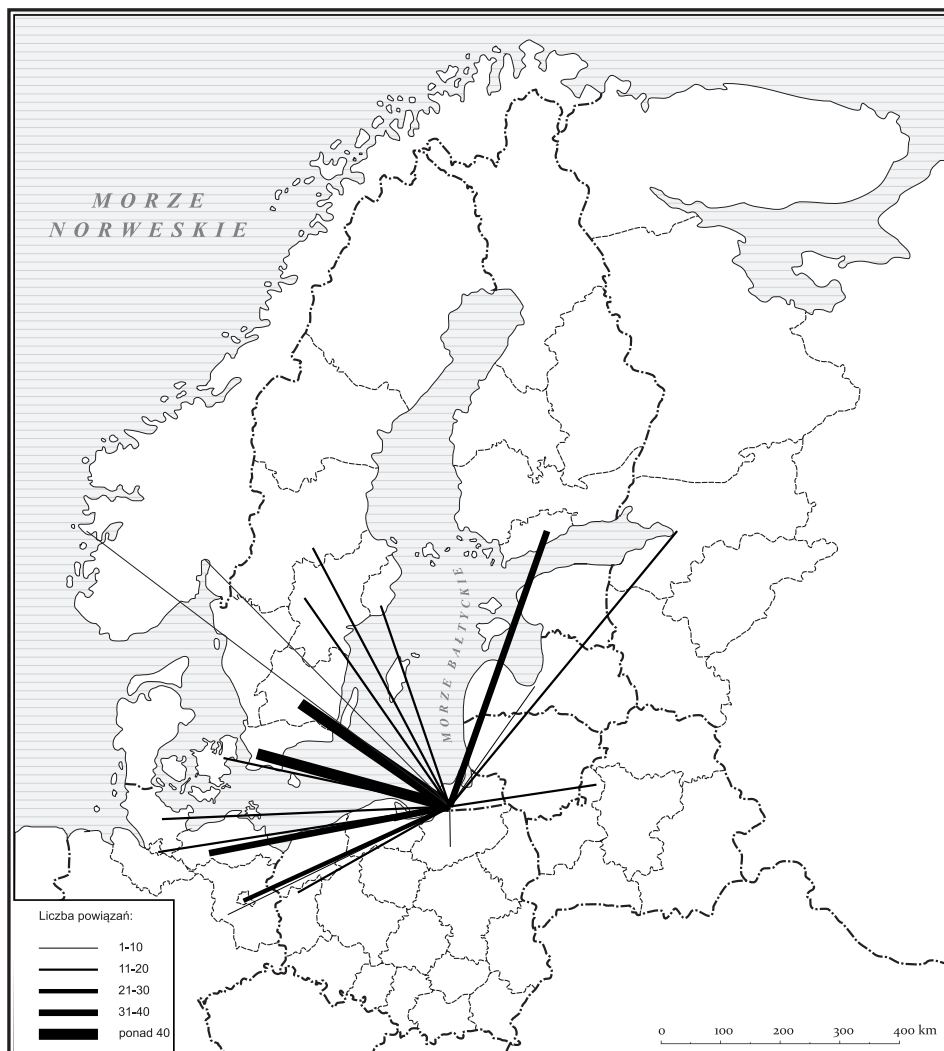 MORZE
NORWESKIE
MORZE BAŁTYCKIE
Liczba powiązań:
1-10
11-20
21-30
31-40
ponad 40
0 100 200 300 400 km